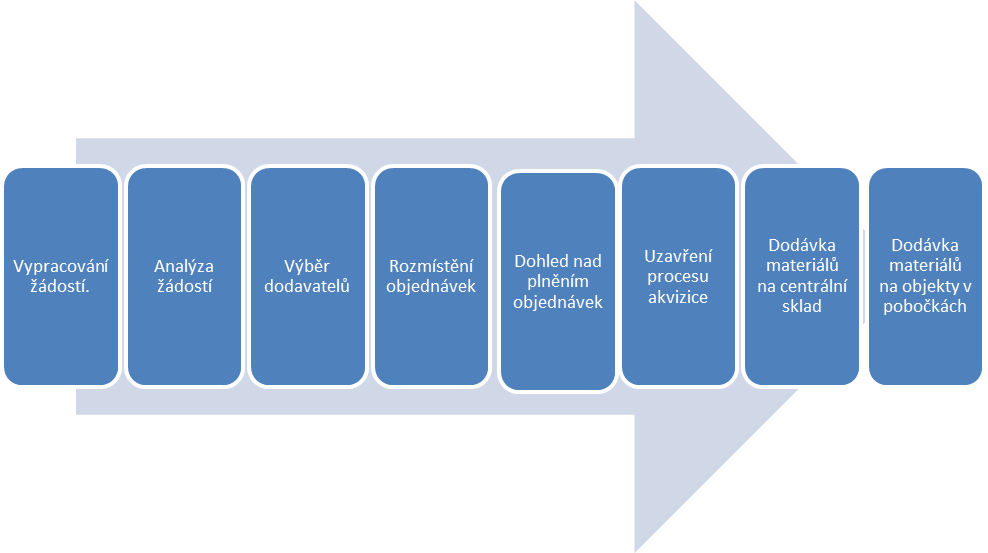 Vypracování
žádostí.
Analýza
žádostí
Výběr
dodavatelů
Rozmístění
objednávek
Dohled nad
plněním
objednávek
Uzavření
procesu
akvizice
Dodávka
materiálů
na centrální
sklad
Dodávka
materiálů
na objekty v
pobočkách